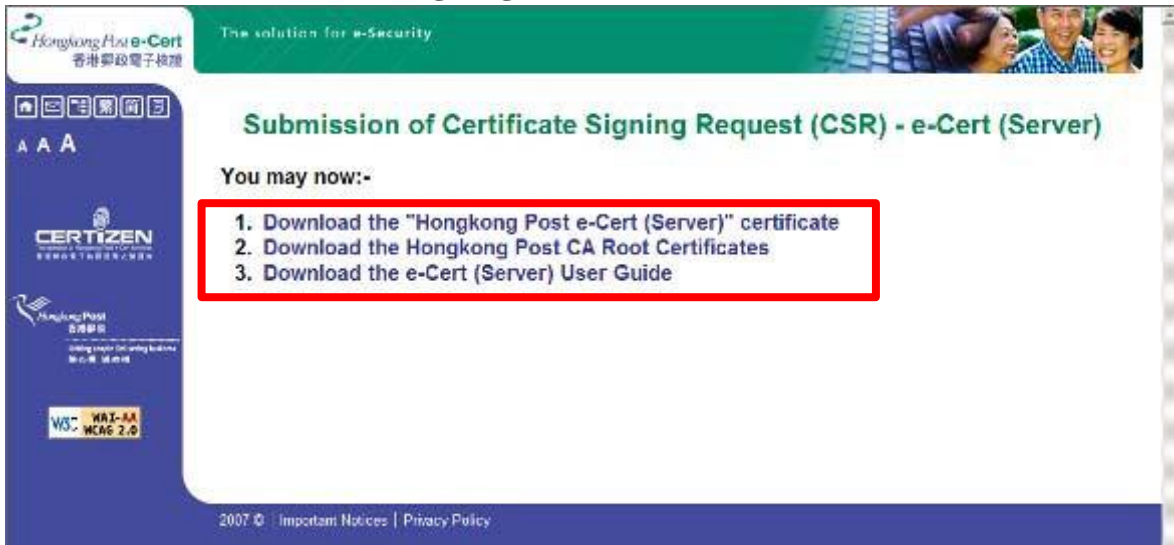 Hongkong Post e-Cert
香港郵政電子核證
The solution for e-Security
繁 简
A A A
Submission of Certificate Signing Request (CSR) - e-Cert (Server)
You may now:-
1. Download the "Hongkong Post e-Cert (Server)" certificate
2. Download the Hongkong Post CA Root Certificates
3. Download the e-Cert (Server) User Guide
CERTIZEN
Hongkong Post
香港郵政
W3C WAI-AA
WCAG 2.0
2007 © | Important Notices | Privacy Policy